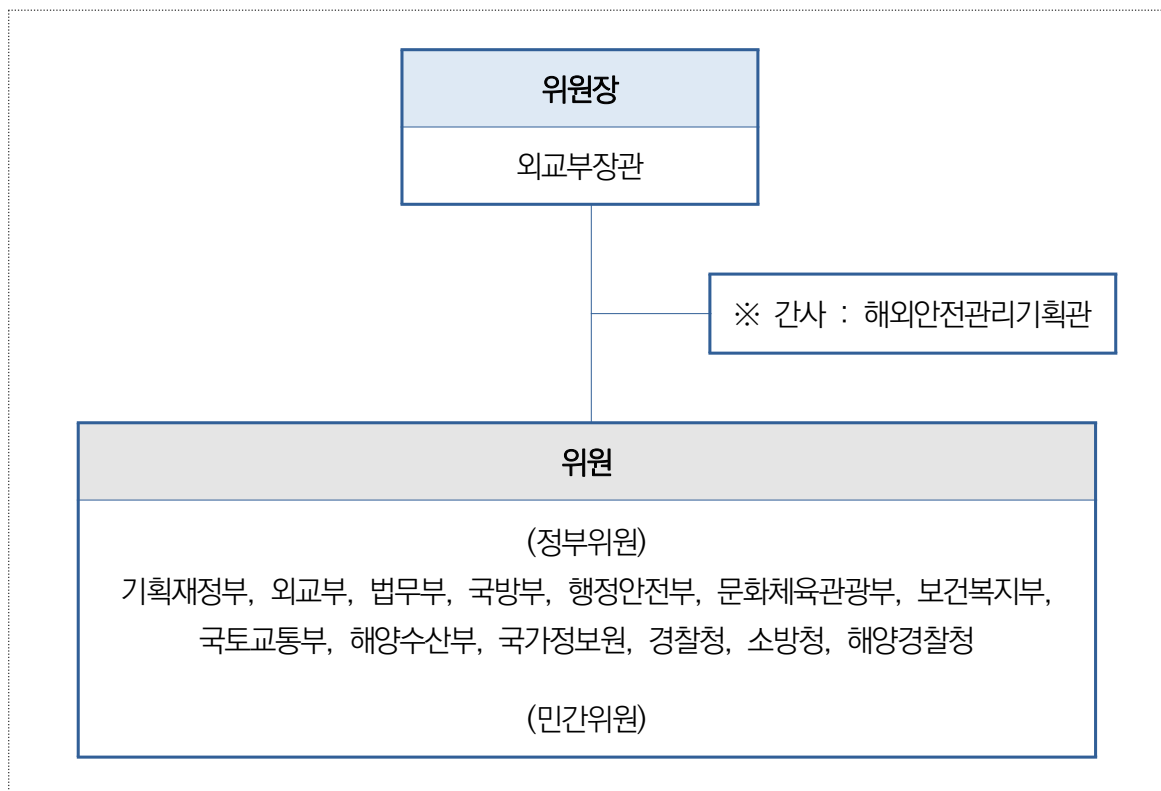 위원장
외교부장관
※ 간사 : 해외안전관리기획관
위원
(정부위원)
기획재정부, 외교부, 법무부, 국방부, 행정안전부, 문화체육관광부, 보건복지부,
국토교통부, 해양수산부, 국가정보원, 경찰청, 소방청, 해양경찰청
(민간위원)